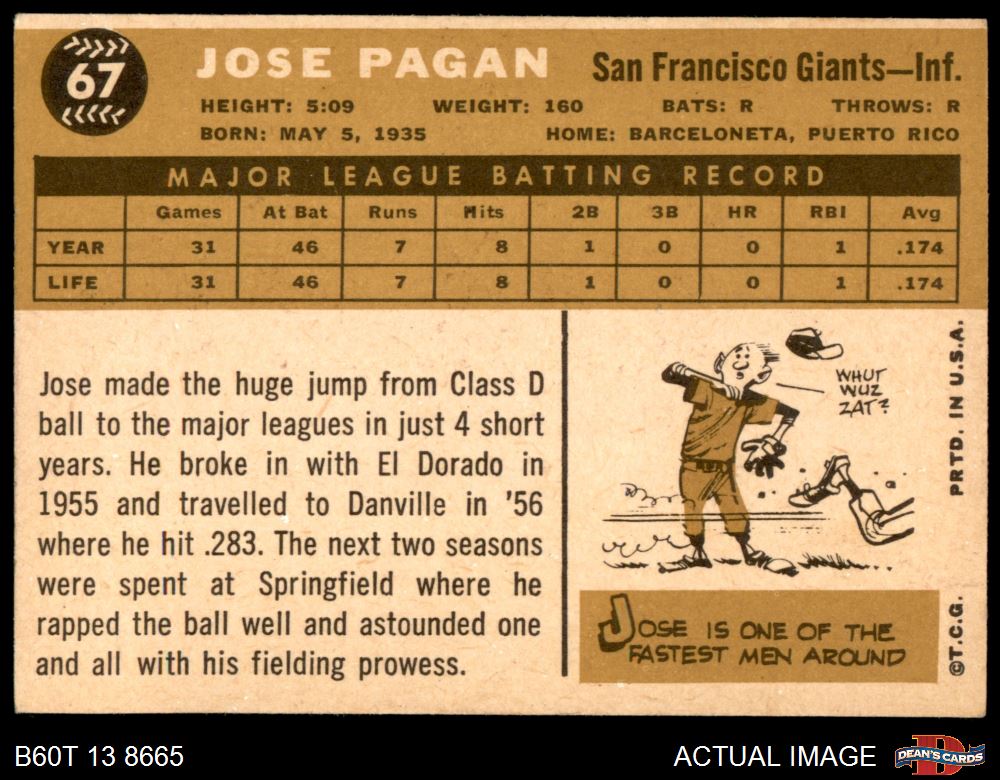 67
JOSE PAGAN
San Francisco Giants—Inf.
HEIGHT: 5:09 WEIGHT: 160 BATS: R THROWS: R
BORN: MAY 5, 1935 HOME: BARCELONETA, PUERTO RICO
MAJOR LEAGUE BATTING RECORD
Games At Bat Runs Hits 2B 3B HR RBI Avg
YEAR 31 46 7 8 1 0 0 1 .174
LIFE 31 46 7 8 1 0 0 1 .174
Jose made the huge jump from Class D
ball to the major leagues in just 4 short
years. He broke in with El Dorado in
1955 and travelled to Danville in '56
where he hit .283. The next two seasons
were spent at Springfield where he
rapped the ball well and astounded one
and all with his fielding prowess.
WHUT
WUZ
ZAT?
JOSE IS ONE OF THE
FASTEST MEN AROUND
©T.C.G. PRTD. IN U.S.A.
B60T 13 8665
ACTUAL IMAGE
D
DEAN'S CARDS